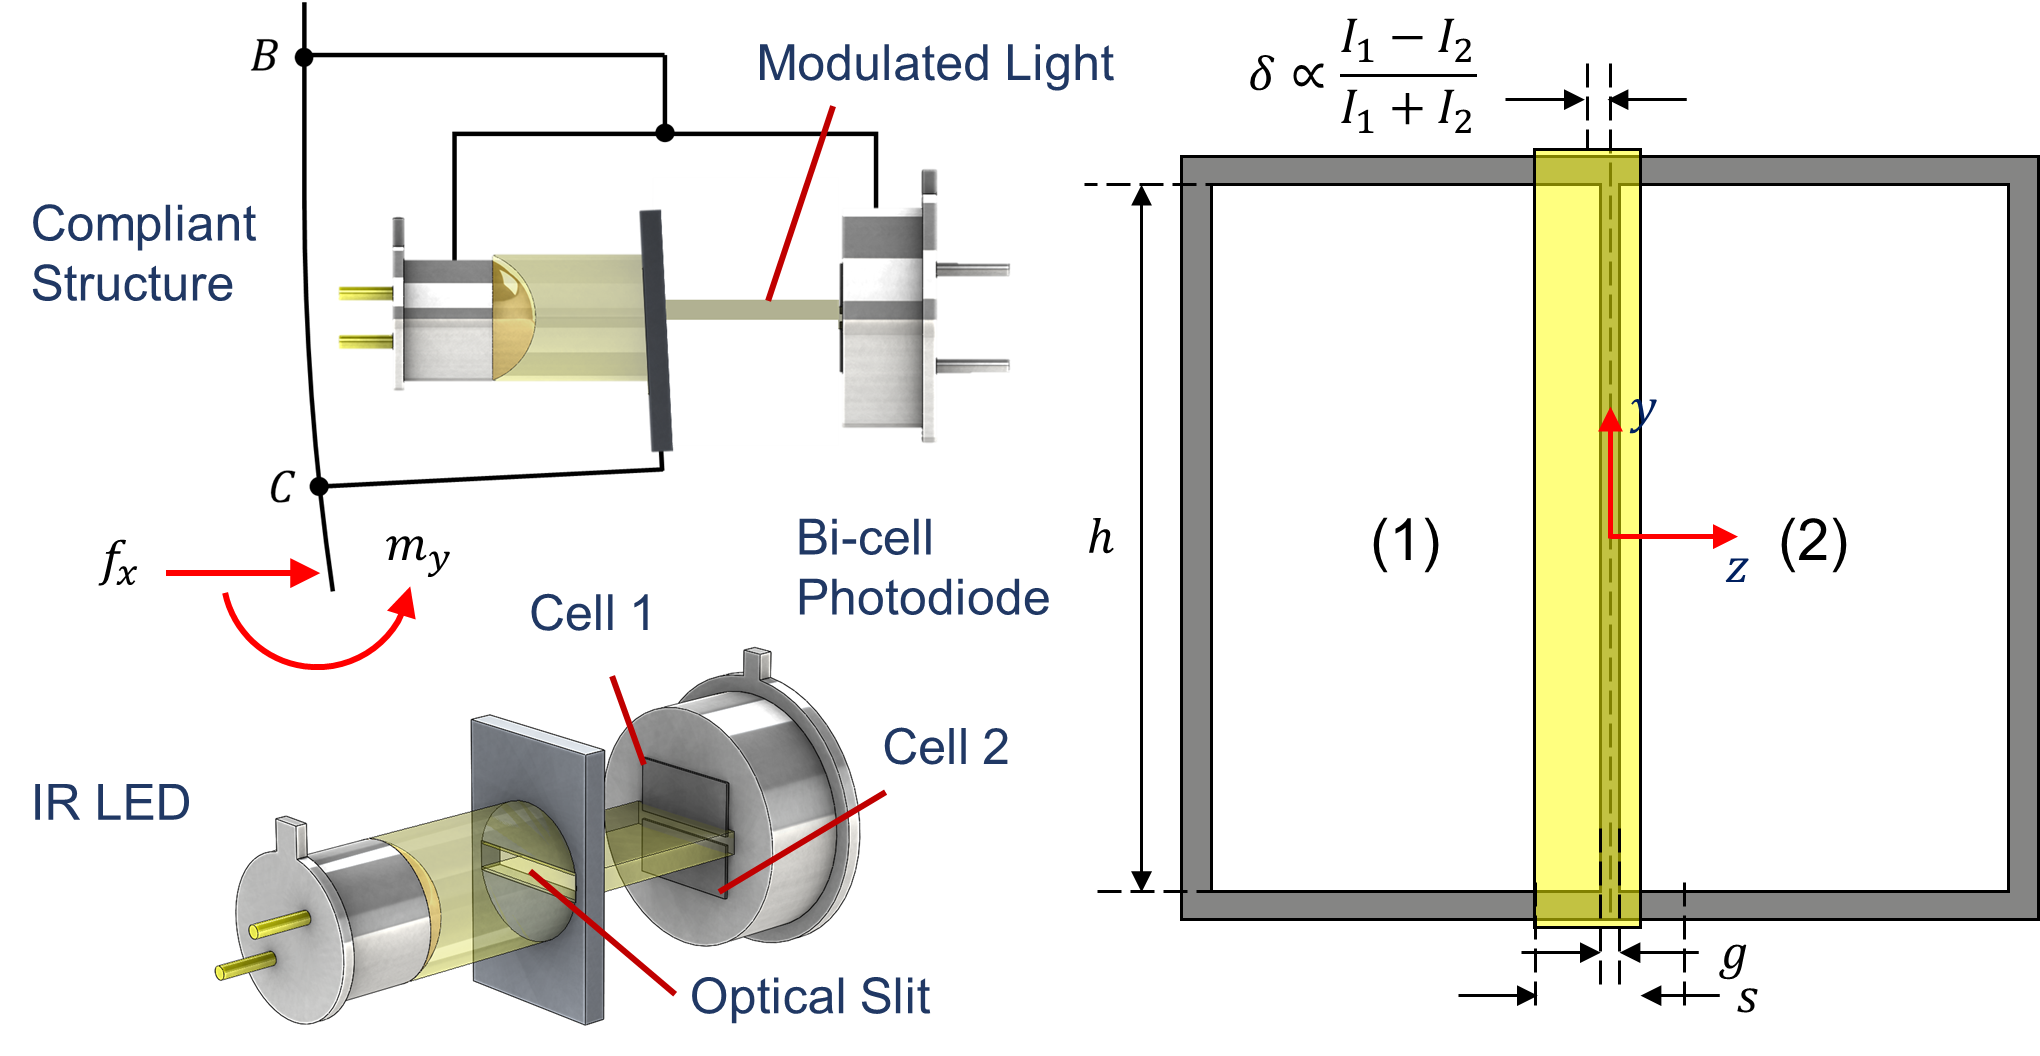 B
Modulated Light
Compliant
Structure
C
f_x
m_y
Bi-cell
Photodiode
Cell 1
Cell 2
IR LED
Optical Slit
δ ∝ (I₁ − I₂)/(I₁ + I₂)
h
(1)
(2)
y
z
g
s